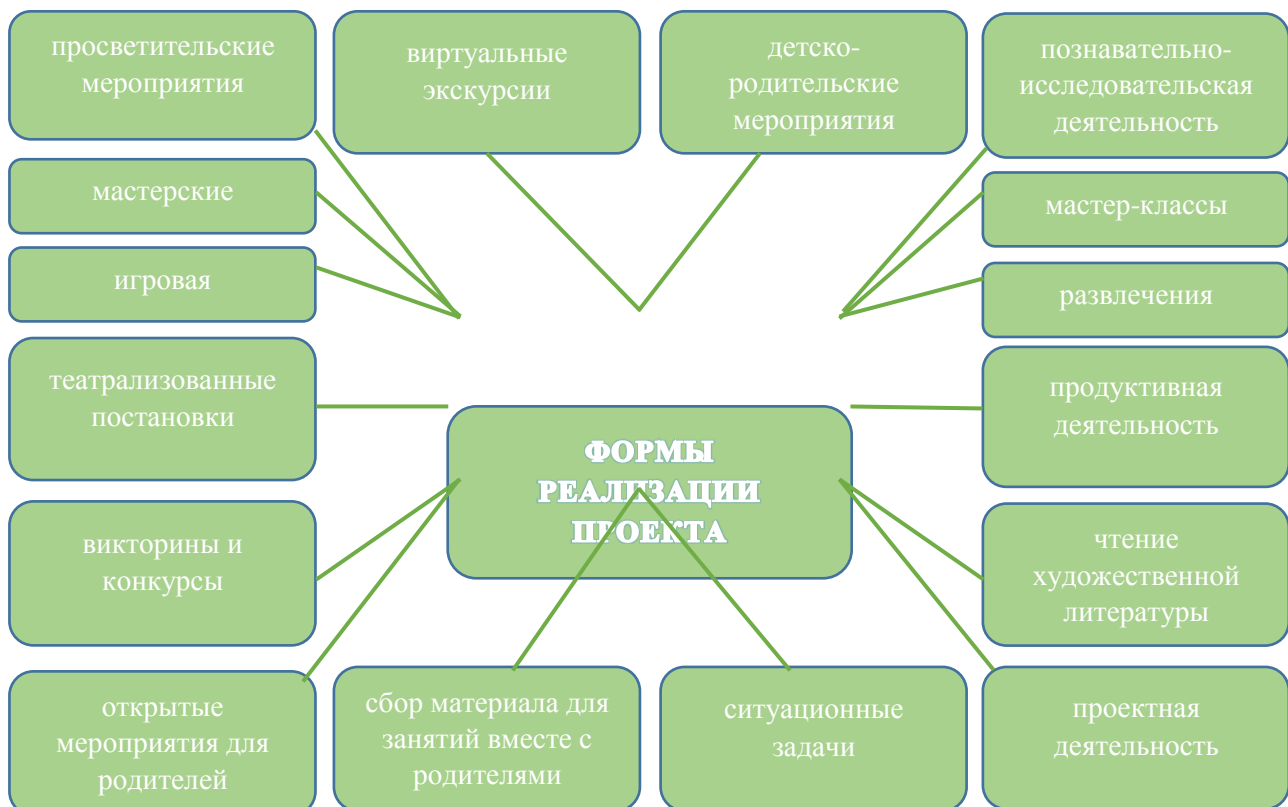 просветительские
мероприятия
виртуальные
экскурсии
детско-
родительские
мероприятия
познавательно-
исследовательская
деятельность
мастерские
мастер-классы
игровая
развлечения
театрализованные
постановки
продуктивная
деятельность
ФОРМЫ
РЕАЛИЗАЦИИ
ПРОЕКТА
викторины и
конкурсы
чтение
художественной
литературы
открытые
мероприятия для
родителей
сбор материала для
занятий вместе с
родителями
ситуационные
задачи
проектная
деятельность